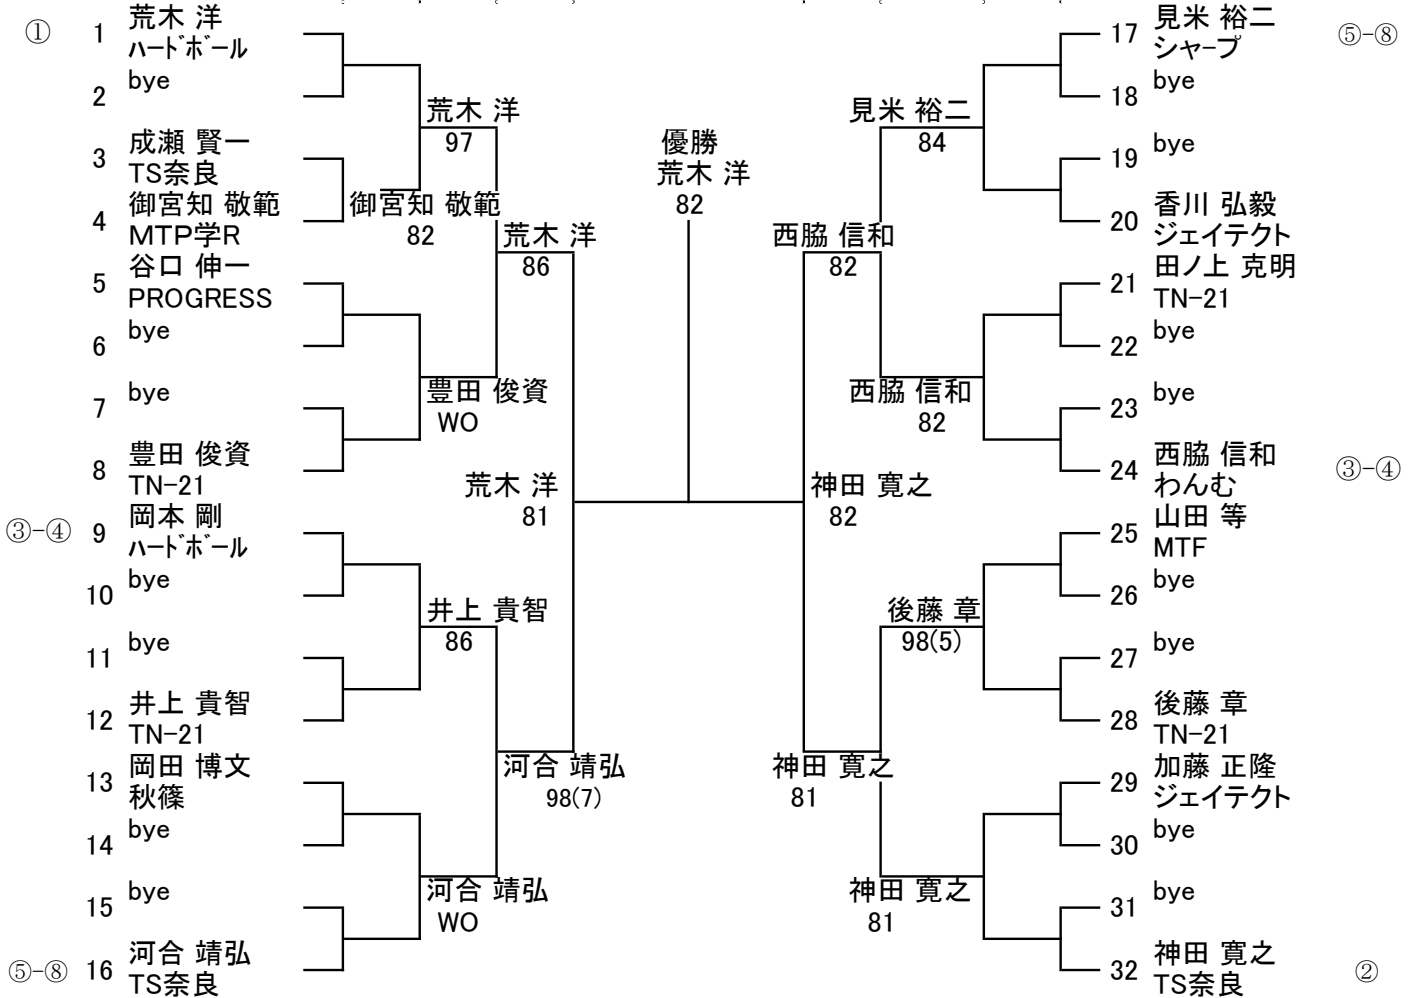 ① 1 荒木 洋
ハードボール
2 bye
3 成瀬 賢一
TS奈良
4 御宮知 敬範
MTP学R
5 谷口 伸一
PROGRESS
6 bye
7 bye
8 豊田 俊資
TN-21
③-④ 9 岡本 剛
ハードボール
10 bye
11 bye
12 井上 貴智
TN-21
13 岡田 博文
秋篠
14 bye
15 bye
⑤-⑧ 16 河合 靖弘
TS奈良
荒木 洋
97
御宮知 敬範
82
豊田 俊資
WO
井上 貴智
86
河合 靖弘
WO
荒木 洋
86
河合 靖弘
98(7)
荒木 洋
81
優勝
荒木 洋
82
神田 寛之
82
西脇 信和
82
神田 寛之
81
見米 裕二
84
西脇 信和
82
後藤 章
98(5)
神田 寛之
81
17 見米 裕二 ⑤-⑧
シャープ
18 bye
19 bye
20 香川 弘毅
ジェイテクト
21 田ノ上 克明
TN-21
22 bye
23 bye
24 西脇 信和 ③-④
わんむ
25 山田 等
MTF
26 bye
27 bye
28 後藤 章
TN-21
29 加藤 正隆
ジェイテクト
30 bye
31 bye
32 神田 寛之 ②
TS奈良